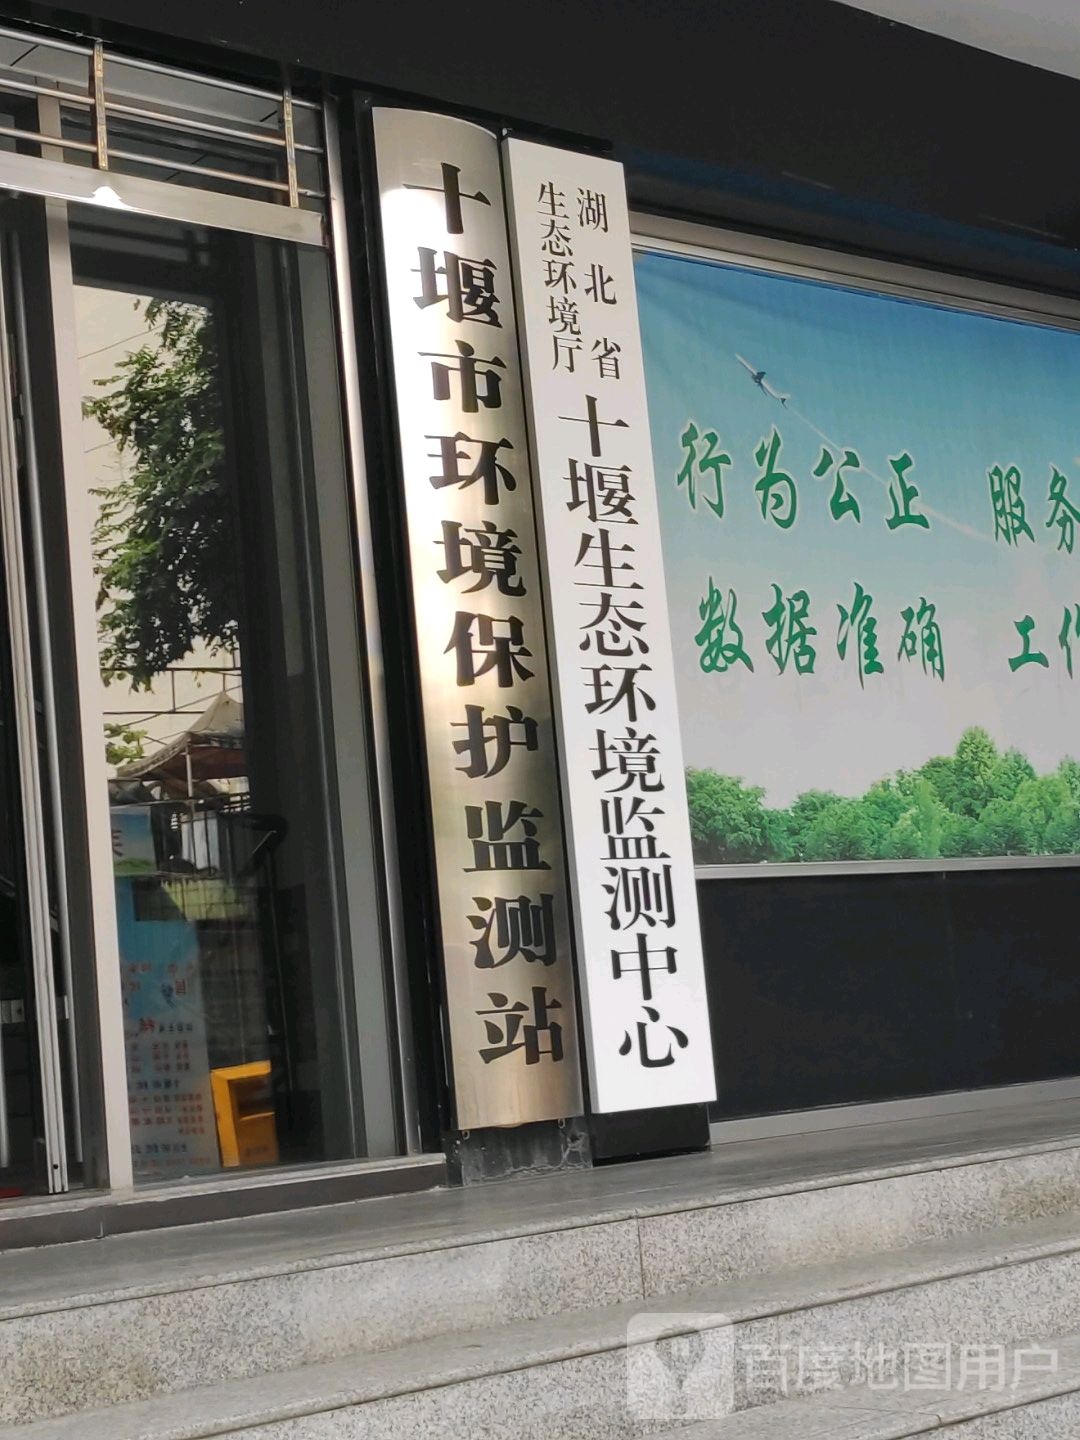 十堰市环境保护监测站
湖北省
生态环境厅
十堰生态环境监测中心
行为公正 服务
数据准确 工作
百度地图用户